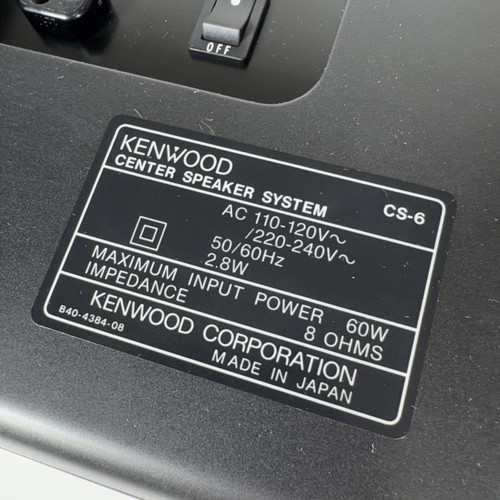 OFF
KENWOOD
CENTER SPEAKER SYSTEM CS-6
AC 110-120V~
/220-240V~
50/60Hz
2.8W
MAXIMUM INPUT POWER 60W
IMPEDANCE 8 OHMS
KENWOOD CORPORATION
B40-4384-08 MADE IN JAPAN